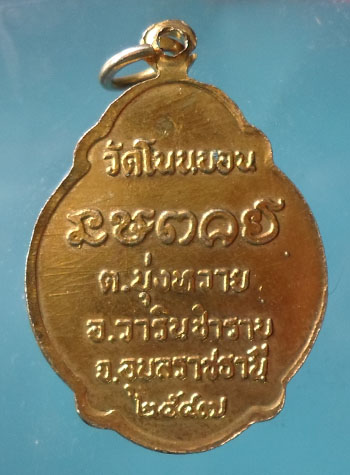 วัดโนนยอน
ต.บุ่งหวาย
อ.วารินชำราบ
จ.อุบลราชธานี
๒๕๔๗